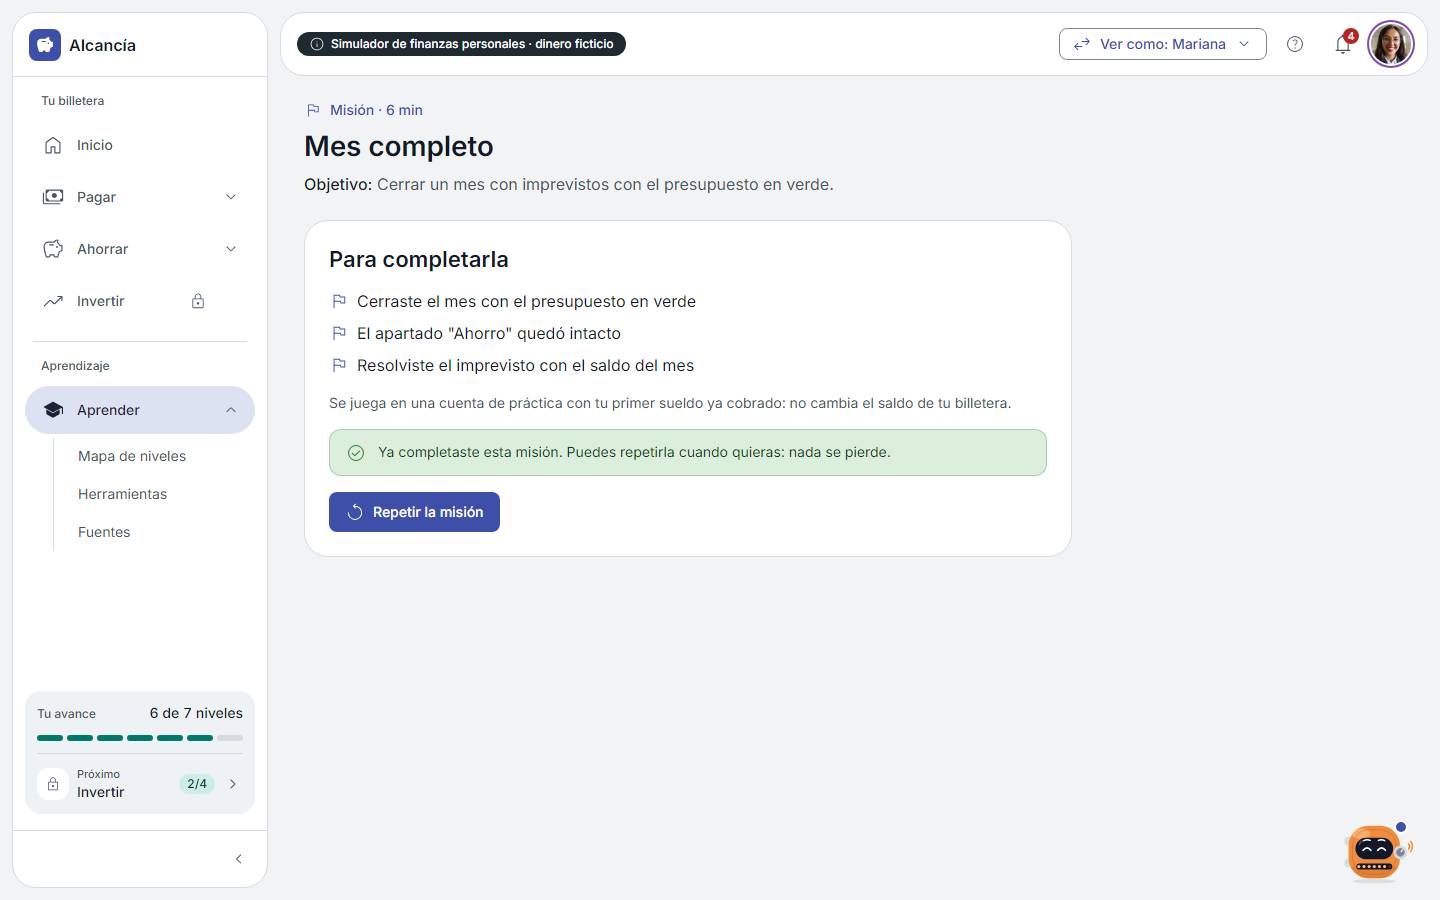 Alcancía
Tu billetera
Inicio
Pagar
Ahorrar
Invertir
Aprendizaje
Aprender
Mapa de niveles
Herramientas
Fuentes
Tu avance
6 de 7 niveles
Próximo
Invertir
2/4
Simulador de finanzas personales · dinero ficticio
Ver como: Mariana
4
Misión · 6 min
Mes completo
Objetivo: Cerrar un mes con imprevistos con el presupuesto en verde.
Para completarla
Cerraste el mes con el presupuesto en verde
El apartado "Ahorro" quedó intacto
Resolviste el imprevisto con el saldo del mes
Se juega en una cuenta de práctica con tu primer sueldo ya cobrado: no cambia el saldo de tu billetera.
Ya completaste esta misión. Puedes repetirla cuando quieras: nada se pierde.
Repetir la misión